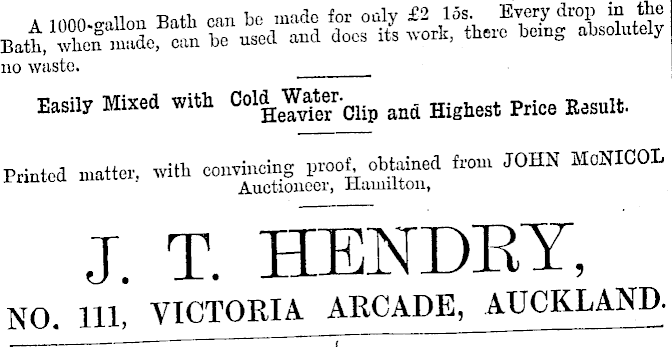 A 1000-gallon Bath can be made for only £2 15s. Every drop in the
Bath, when made, can be used and does its work, there being absolutely
no waste.
Easily Mixed with Cold Water.
Heavier Clip and Highest Price Result.
Printed matter, with convincing proof, obtained from JOHN McNICOL
Auctioneer, Hamilton,
J. T. HENDRY,
NO. 111, VICTORIA ARCADE, AUCKLAND.